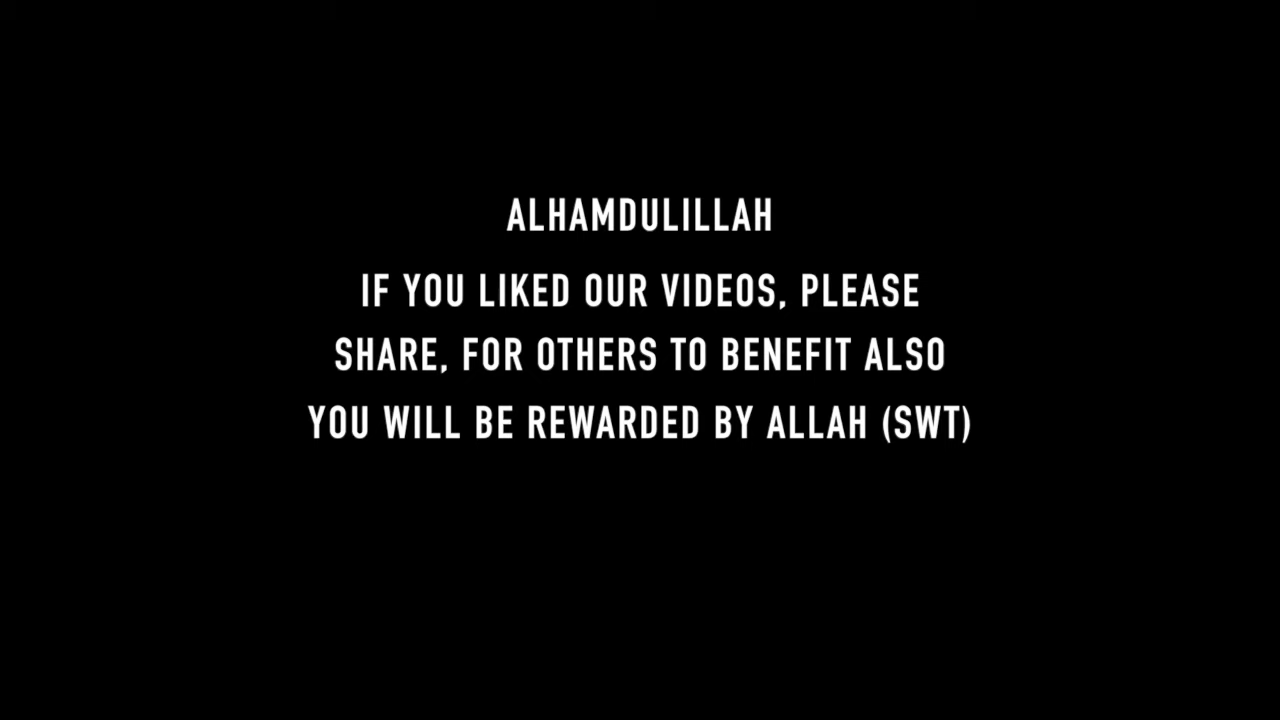 ALHAMDULILLAH
IF YOU LIKED OUR VIDEOS, PLEASE
SHARE, FOR OTHERS TO BENEFIT ALSO
YOU WILL BE REWARDED BY ALLAH (SWT)